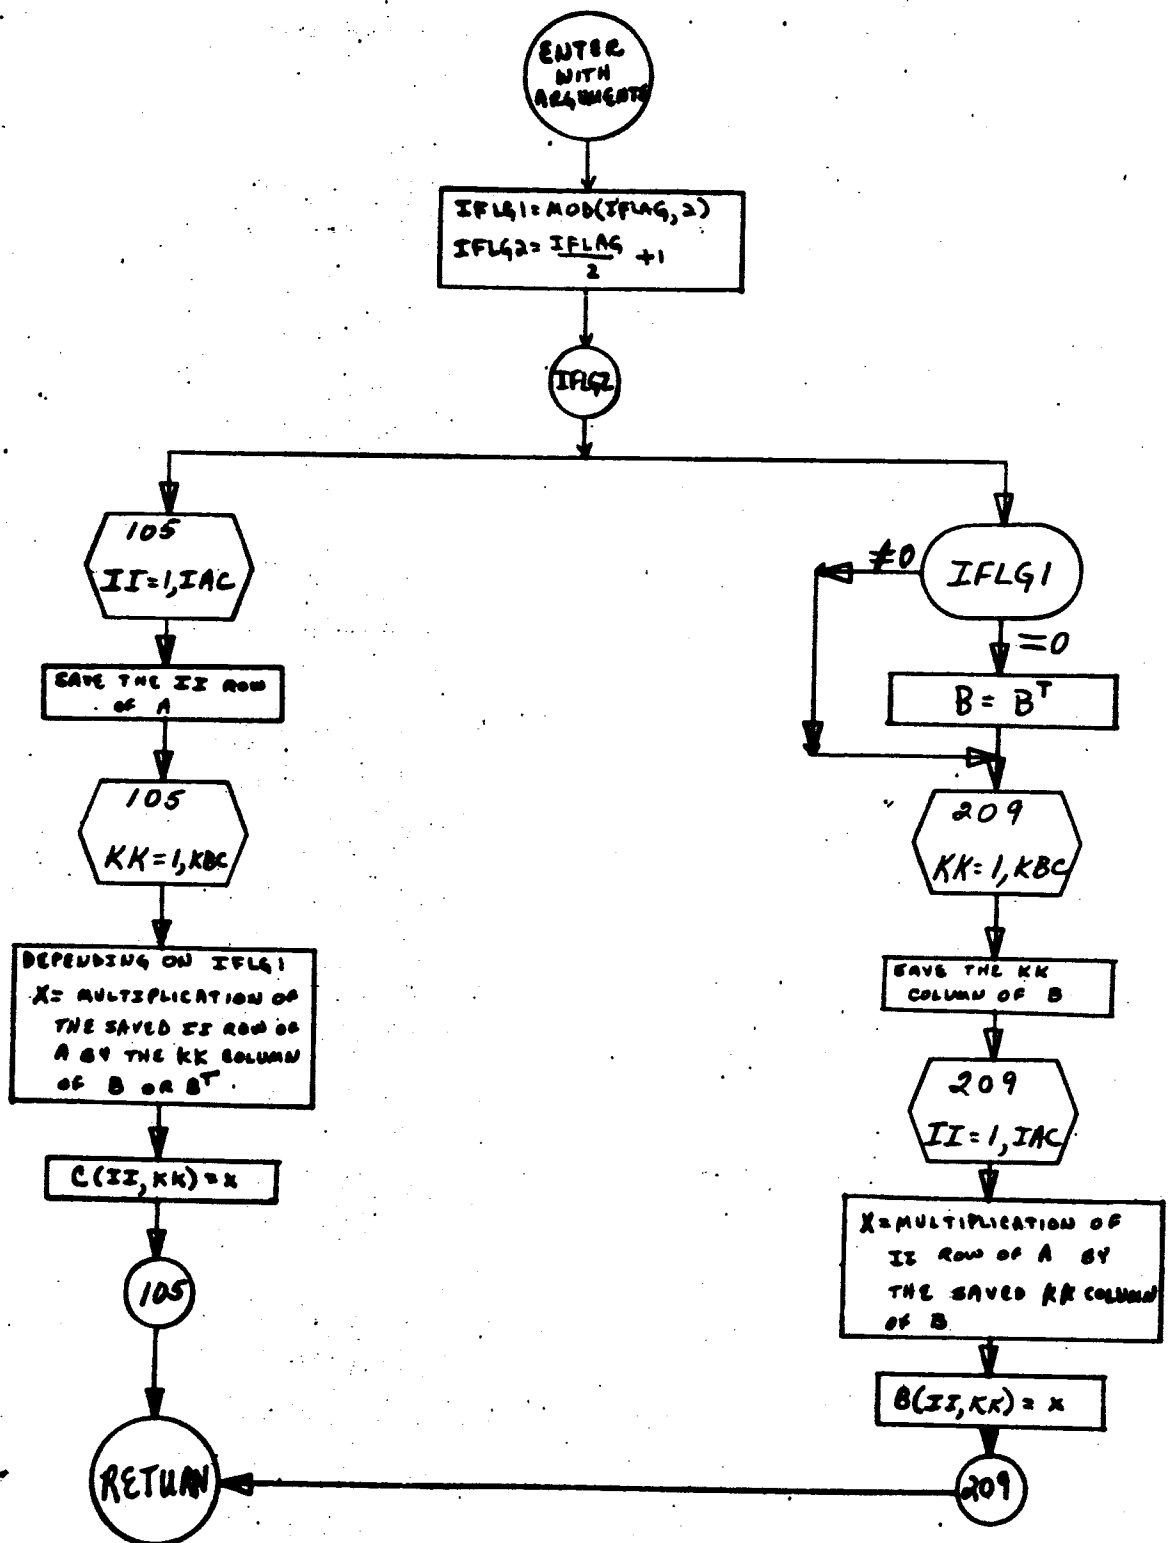 ENTER
WITH
ARGUMENTS
IFLG1=MOD(IFLAG,2)
IFLG2= IFLAG/2 +1
IFLG2
105
II=1,IAC
SAVE THE II ROW
OF A
105
KK=1,KBC
DEPENDING ON IFLG1
X= MULTIPLICATION OF
THE SAVED II ROW OF
A BY THE KK COLUMN
OF B OR Bᵀ
C(II,KK)=X
105
RETURN
IFLG1
≠0
=0
B= Bᵀ
209
KK=1,KBC
SAVE THE KK
COLUMN OF B
209
II=1,IAC
X=MULTIPLICATION OF
II ROW OF A BY
THE SAVED KK COLUMN
OF B
B(II,KK)=X
209